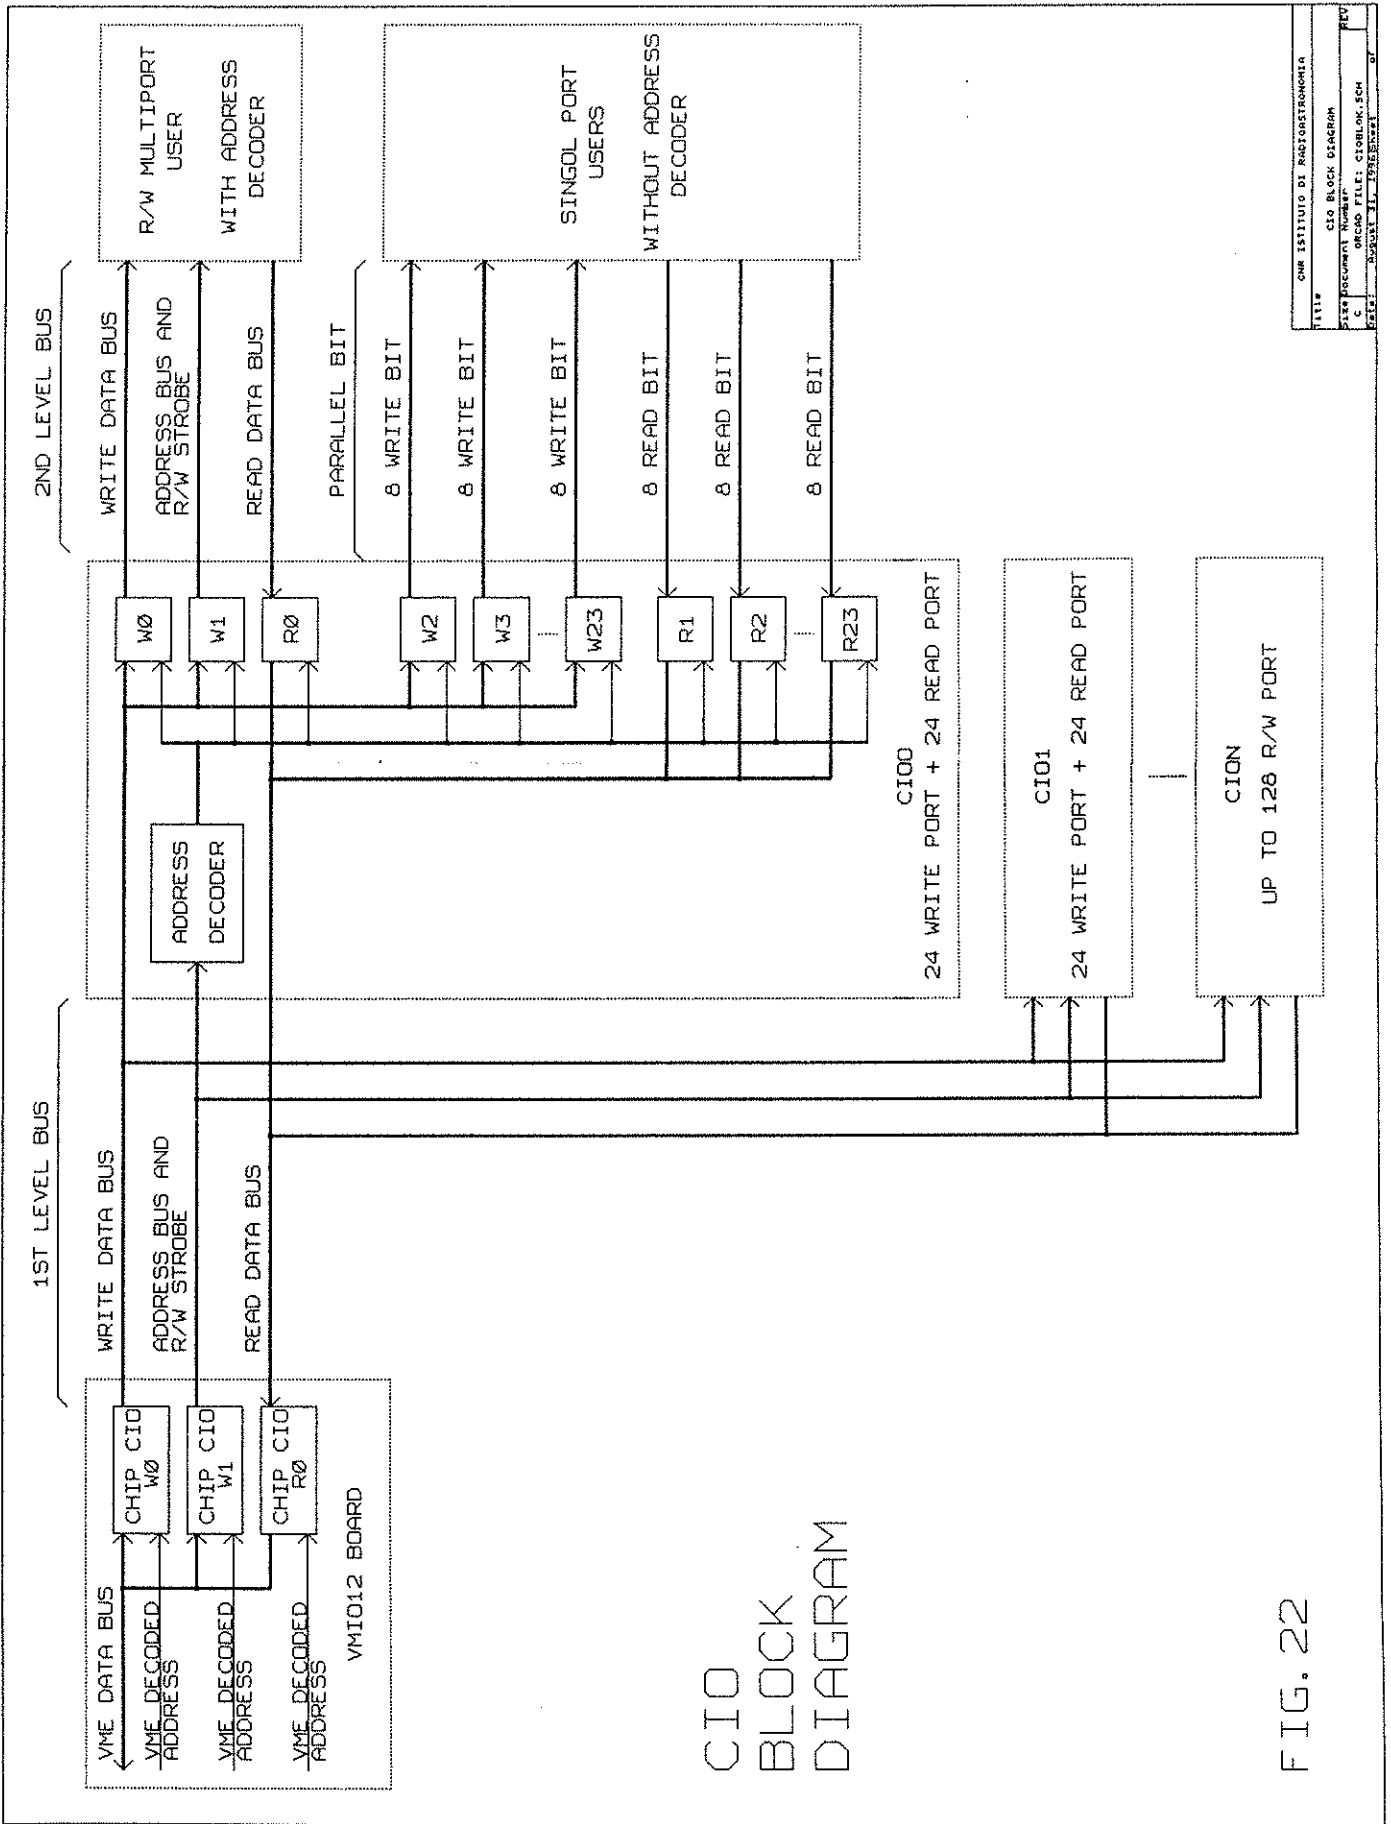 1ST LEVEL BUS
2ND LEVEL BUS
VME DATA BUS
VME DECODED
ADDRESS
VME DECODED
ADDRESS
VME DECODED
ADDRESS
CHIP CIO
W0
CHIP CIO
W1
CHIP CIO
R0
VMIO12 BOARD
WRITE DATA BUS
ADDRESS BUS AND
R/W STROBE
READ DATA BUS
ADDRESS
DECODER
W0
W1
R0
W2
W3
W23
R1
R2
R23
CIO0
24 WRITE PORT + 24 READ PORT
CIO1
24 WRITE PORT + 24 READ PORT
CION
UP TO 128 R/W PORT
WRITE DATA BUS
ADDRESS BUS AND
R/W STROBE
READ DATA BUS
PARALLEL BIT
8 WRITE BIT
8 WRITE BIT
8 WRITE BIT
8 READ BIT
8 READ BIT
8 READ BIT
R/W MULTIPORT
USER
WITH ADDRESS
DECODER
SINGOL PORT
USERS
WITHOUT ADDRESS
DECODER
CIO
BLOCK
DIAGRAM
FIG.22
CNR ISTITUTO DI RADIOASTRONOMIA
Title
CIO BLOCK DIAGRAM
Size Document Number
REV
C
ORCAD FILE: CIOBLOK.SCH
Date: August 31, 1996 Sheet of